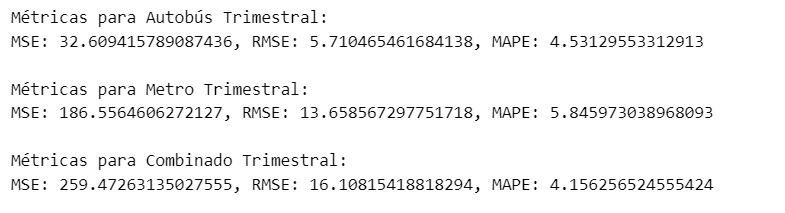 Métricas para Autobús Trimestral:
MSE: 32.609415789087436, RMSE: 5.710465461684138, MAPE: 4.53129553312913
Métricas para Metro Trimestral:
MSE: 186.5564606272127, RMSE: 13.658567297751718, MAPE: 5.845973038968093
Métricas para Combinado Trimestral:
MSE: 259.47263135027555, RMSE: 16.10815418818294, MAPE: 4.156256524555424